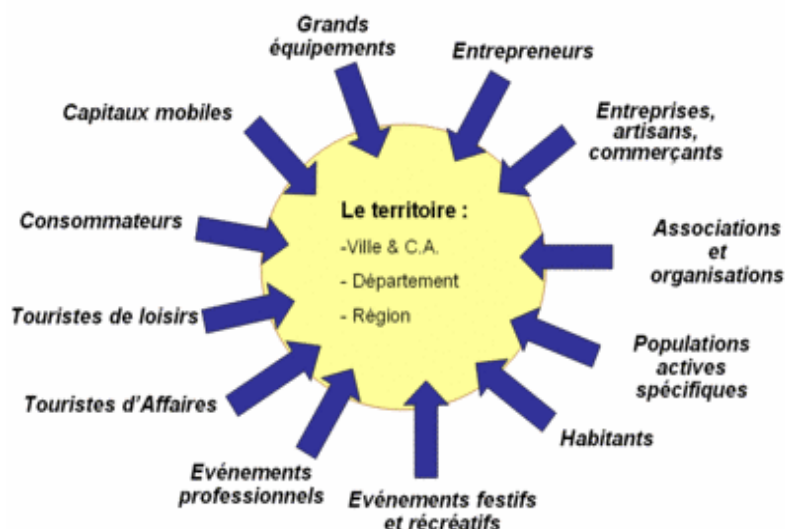 Grands
équipements
Entrepreneurs
Capitaux mobiles
Entreprises,
artisans,
commerçants
Consommateurs
Le territoire :
-Ville & C.A.
- Département
- Règion
Associations
et
organisations
Touristes de loisirs
Populations
actives
spécifiques
Touristes d'Affaires
Habitants
Evénements
professionnels
Evénements festifs
et récréatifs